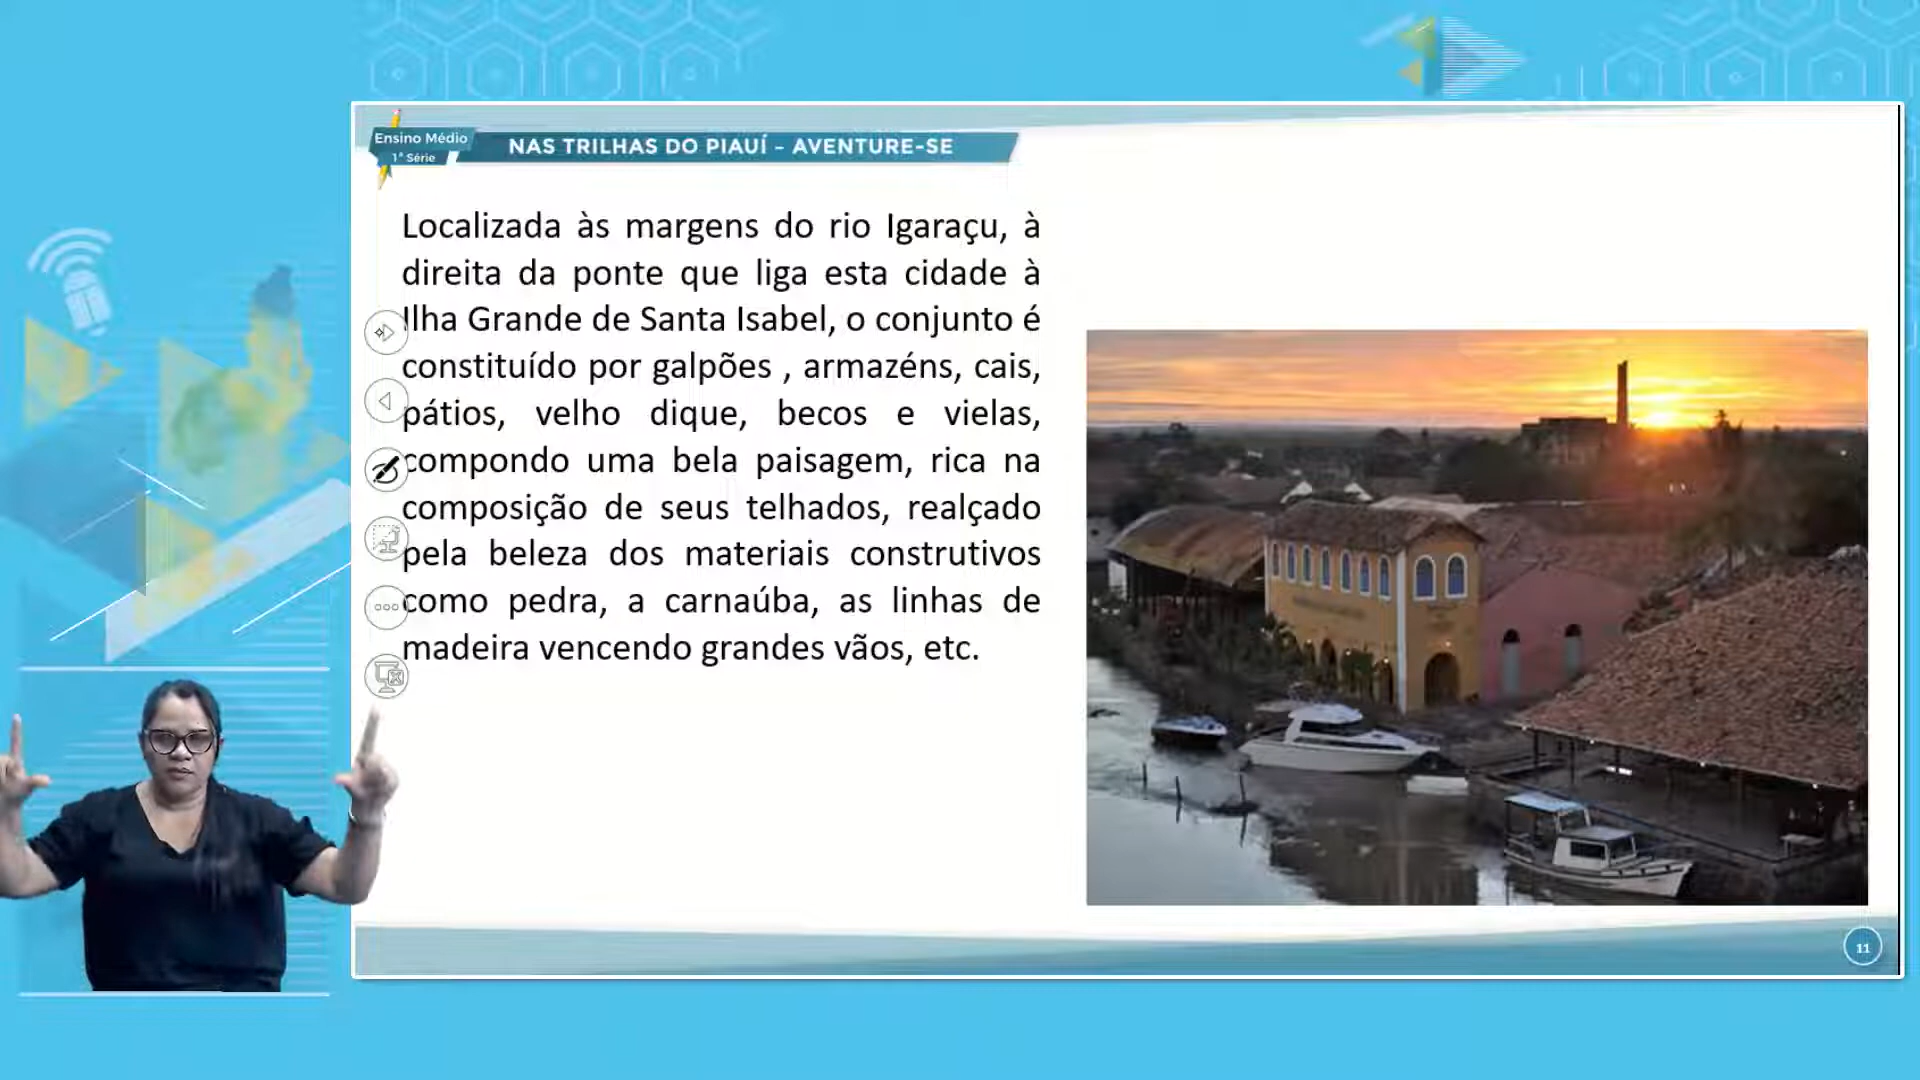 Ensino Médio
1ª Série
NAS TRILHAS DO PIAUÍ – AVENTURE-SE
Localizada às margens do rio Igaraçu, à
direita da ponte que liga esta cidade à
Ilha Grande de Santa Isabel, o conjunto é
constituído por galpões , armazéns, cais,
pátios, velho dique, becos e vielas,
compondo uma bela paisagem, rica na
composição de seus telhados, realçado
pela beleza dos materiais construtivos
como pedra, a carnaúba, as linhas de
madeira vencendo grandes vãos, etc.
11